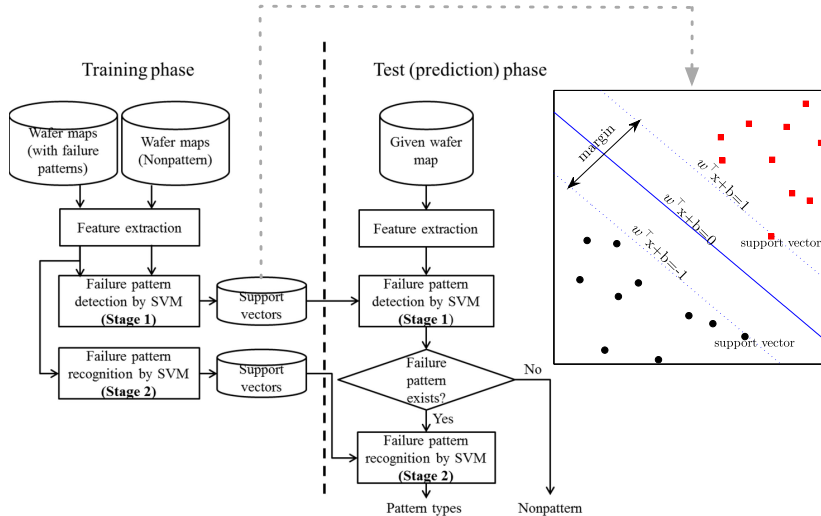 Training phase
Test (prediction) phase
Wafer maps
(with failure
patterns)
Wafer maps
(Nonpattern)
Given wafer
map
Feature extraction
Feature extraction
Failure pattern
detection by SVM
(Stage 1)
Support
vectors
Failure pattern
detection by SVM
(Stage 1)
Failure pattern
recognition by SVM
(Stage 2)
Support
vectors
Failure
pattern
exists?
No
Yes
Failure pattern
recognition by SVM
(Stage 2)
Pattern types
Nonpattern
margin
w⊤x+b=1
w⊤x+b=0
w⊤x+b=-1
support vector
support vector